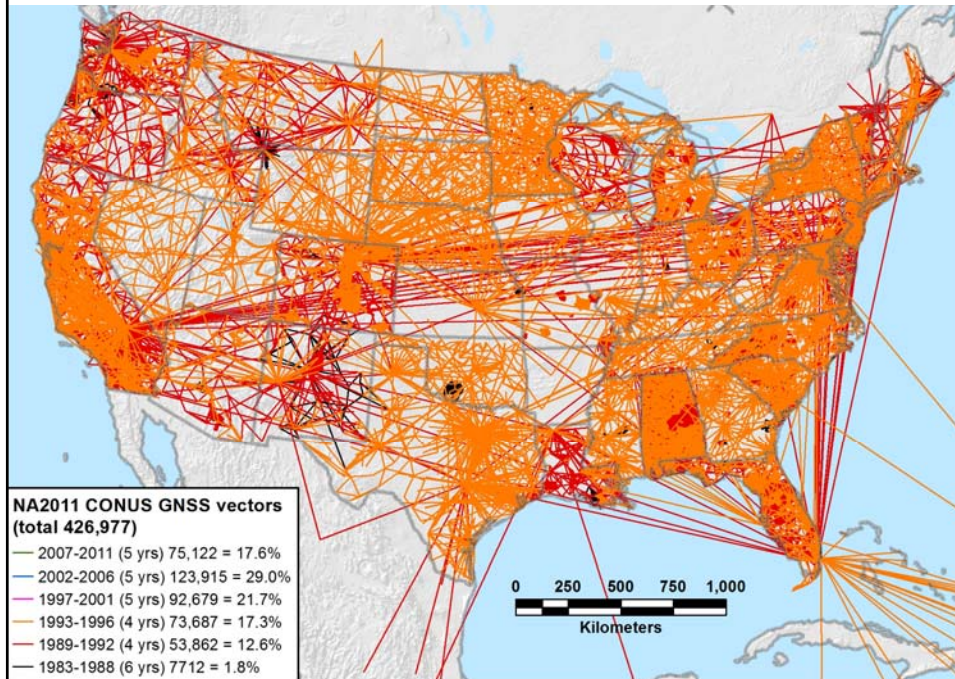 NA2011 CONUS GNSS vectors
(total 426,977)
2007-2011 (5 yrs) 75,122 = 17.6%
2002-2006 (5 yrs) 123,915 = 29.0%
1997-2001 (5 yrs) 92,679 = 21.7%
1993-1996 (4 yrs) 73,687 = 17.3%
1989-1992 (4 yrs) 53,862 = 12.6%
1983-1988 (6 yrs) 7712 = 1.8%
0 250 500 750 1,000
Kilometers